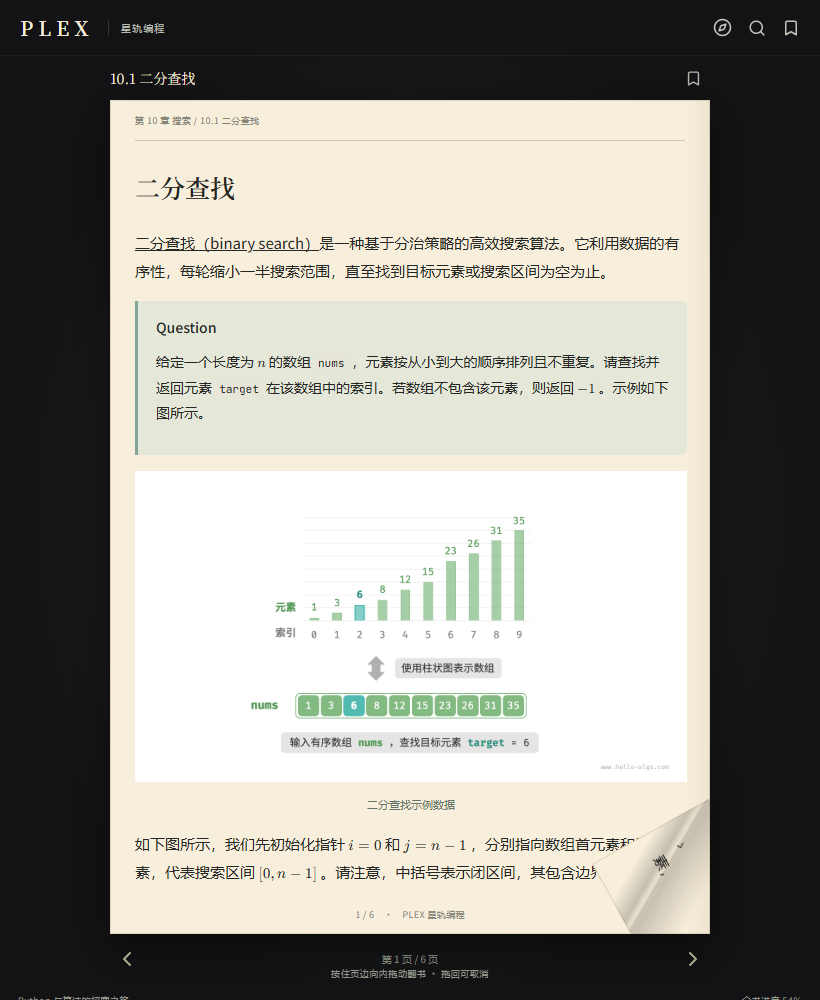 PLEX 星轨编程
10.1 二分查找
第 10 章 搜索 / 10.1 二分查找
二分查找
二分查找（binary search）是一种基于分治策略的高效搜索算法。它利用数据的有
序性，每轮缩小一半搜索范围，直至找到目标元素或搜索区间为空为止。
Question
给定一个长度为 n 的数组 nums ，元素按从小到大的顺序排列且不重复。请查找并
返回元素 target 在该数组中的索引。若数组不包含该元素，则返回 −1 。示例如下
图所示。
35
31
26
23
15
12
8
6
3
1
元素
索引 0 1 2 3 4 5 6 7 8 9
使用柱状图表示数组
nums 1 3 6 8 12 15 23 26 31 35
输入有序数组 nums ，查找目标元素 target = 6
www.hello-algo.com
二分查找示例数据
如下图所示，我们先初始化指针 i = 0 和 j = n − 1 ，分别指向数组首元素和
素，代表搜索区间 [0, n − 1] 。请注意，中括号表示闭区间，其包含边
素，
1 / 6 · PLEX 星轨编程
第 1 页 / 6 页
按住页边向内拖动翻书 · 拖回可取消